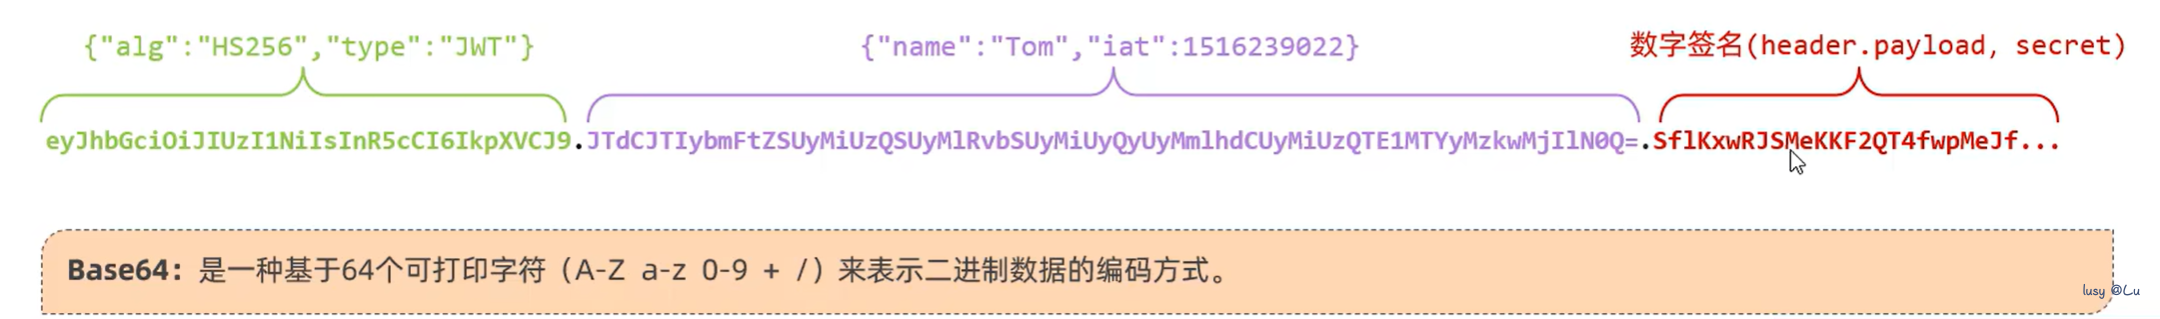 {"alg":"HS256","type":"JWT"} {"name":"Tom","iat":1516239022} 数字签名(header.payload, secret)
eyJhbGciOiJIUzI1NiIsInR5cCI6IkpXVCJ9.JTdCJTIybmFtZSUyMiUzQSUyMlRvbSUyMiUyQyUyMmlhdCUyMiUzQTE1MTYyMzkwMjIlN0Q=.SflKxwRJSMeKKF2QT4fwpMeJf...
Base64：是一种基于64个可打印字符（A-Z a-z 0-9 + /）来表示二进制数据的编码方式。
lusy @Lu